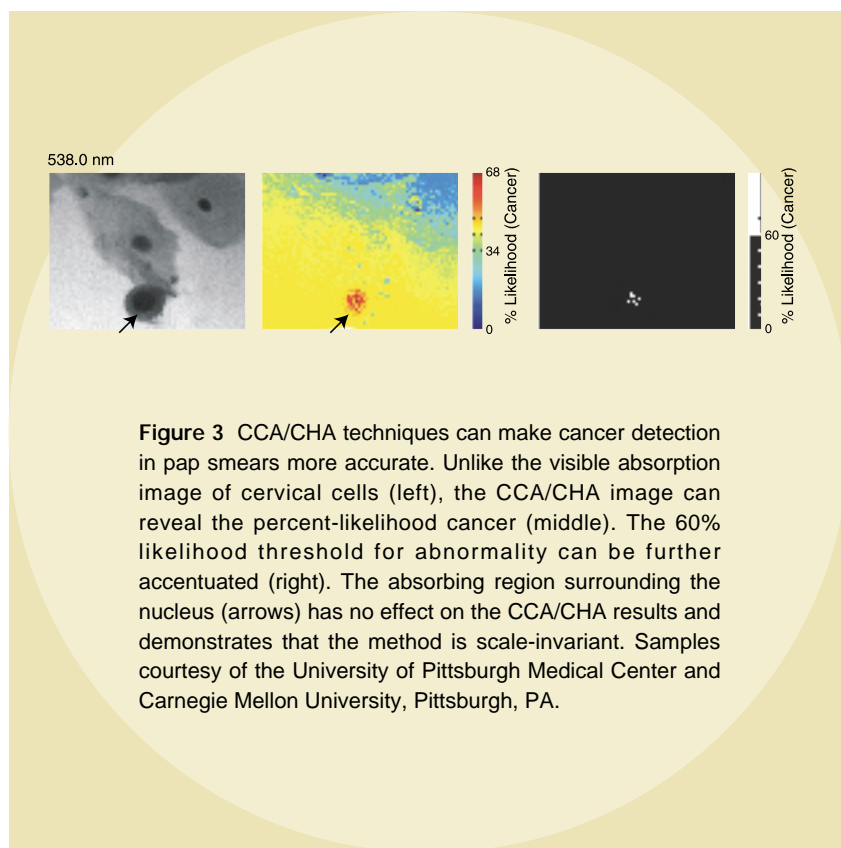 538.0 nm
68
34
0
% Likelihood (Cancer)
60
0
% Likelihood (Cancer)
Figure 3 CCA/CHA techniques can make cancer detection
in pap smears more accurate. Unlike the visible absorption
image of cervical cells (left), the CCA/CHA image can
reveal the percent-likelihood cancer (middle). The 60%
likelihood threshold for abnormality can be further
accentuated (right). The absorbing region surrounding the
nucleus (arrows) has no effect on the CCA/CHA results and
demonstrates that the method is scale-invariant. Samples
courtesy of the University of Pittsburgh Medical Center and
Carnegie Mellon University, Pittsburgh, PA.